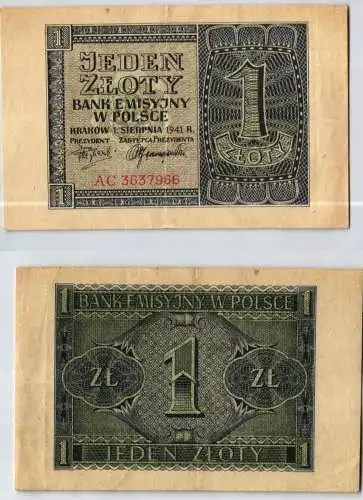 1
JEDEN
ZŁOTY
BANK EMISYJNY
W POLSCE
KRAKÓW 1. SIERPNIA 1941 R.
PREZYDENT ZASTĘPCA PREZYDENTA
AC 3637966
1
1
ZŁOTY
1 BANK EMISYJNY W POLSCE 1
ZŁ 1 ZŁ
1 JEDEN ZŁOTY 1